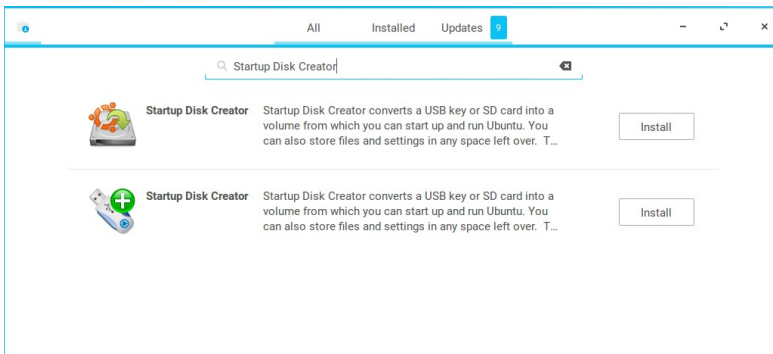 All Installed Updates 9
Startup Disk Creator
Startup Disk Creator
Startup Disk Creator converts a USB key or SD card into a
volume from which you can start up and run Ubuntu. You
can also store files and settings in any space left over. T...
Install
Startup Disk Creator
Startup Disk Creator converts a USB key or SD card into a
volume from which you can start up and run Ubuntu. You
can also store files and settings in any space left over. T...
Install